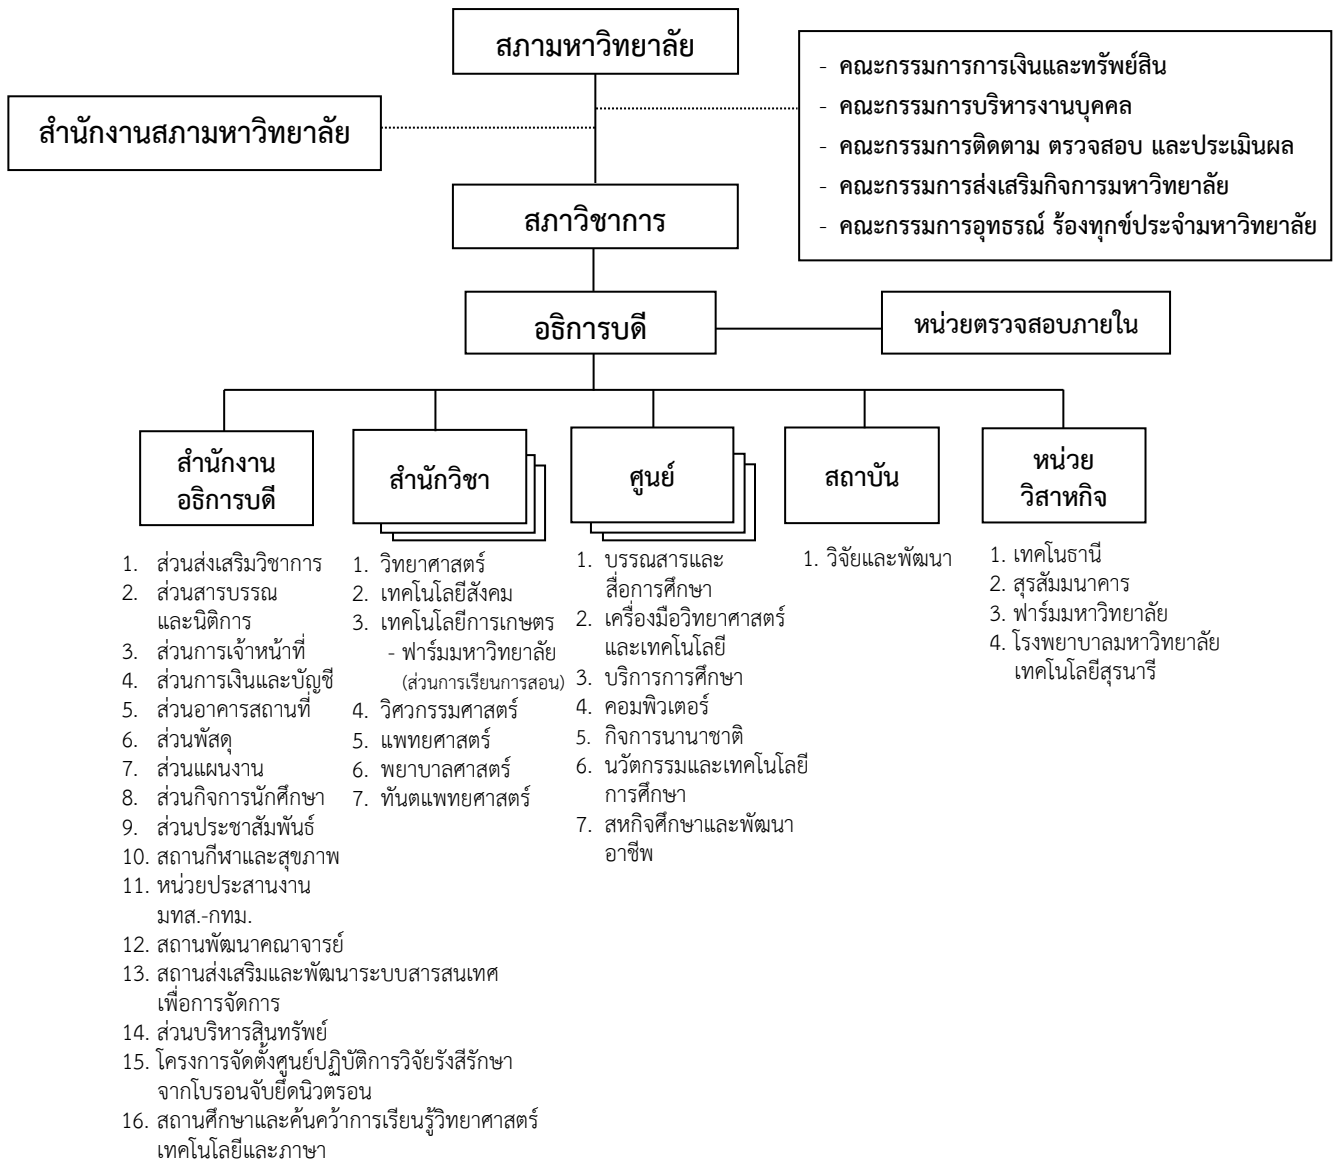 สภามหาวิทยาลัย
- คณะกรรมการการเงินและทรัพย์สิน
- คณะกรรมการบริหารงานบุคคล
- คณะกรรมการติดตาม ตรวจสอบ และประเมินผล
- คณะกรรมการส่งเสริมกิจการมหาวิทยาลัย
- คณะกรรมการอุทธรณ์ ร้องทุกข์ประจำมหาวิทยาลัย
สำนักงานสภามหาวิทยาลัย
สภาวิชาการ
อธิการบดี
หน่วยตรวจสอบภายใน
สำนักงาน
อธิการบดี
1. ส่วนส่งเสริมวิชาการ
2. ส่วนสารบรรณ
และนิติการ
3. ส่วนการเจ้าหน้าที่
4. ส่วนการเงินและบัญชี
5. ส่วนอาคารสถานที่
6. ส่วนพัสดุ
7. ส่วนแผนงาน
8. ส่วนกิจการนักศึกษา
9. ส่วนประชาสัมพันธ์
10. สถานกีฬาและสุขภาพ
11. หน่วยประสานงาน
มทส.-กทม.
12. สถานพัฒนาคณาจารย์
13. สถานส่งเสริมและพัฒนาระบบสารสนเทศ
เพื่อการจัดการ
14. ส่วนบริหารสินทรัพย์
15. โครงการจัดตั้งศูนย์ปฏิบัติการวิจัยรังสีรักษา
จากโบรอนจับยึดนิวตรอน
16. สถานศึกษาและค้นคว้าการเรียนรู้วิทยาศาสตร์
เทคโนโลยีและภาษา
สำนักวิชา
1. วิทยาศาสตร์
2. เทคโนโลยีสังคม
3. เทคโนโลยีการเกษตร
- ฟาร์มมหาวิทยาลัย
(ส่วนการเรียนการสอน)
4. วิศวกรรมศาสตร์
5. แพทยศาสตร์
6. พยาบาลศาสตร์
7. ทันตแพทยศาสตร์
ศูนย์
1. บรรณสารและ
สื่อการศึกษา
2. เครื่องมือวิทยาศาสตร์
และเทคโนโลยี
3. บริการการศึกษา
4. คอมพิวเตอร์
5. กิจการนานาชาติ
6. นวัตกรรมและเทคโนโลยี
การศึกษา
7. สหกิจศึกษาและพัฒนา
อาชีพ
สถาบัน
1. วิจัยและพัฒนา
หน่วย
วิสาหกิจ
1. เทคโนธานี
2. สุรสัมมนาคาร
3. ฟาร์มมหาวิทยาลัย
4. โรงพยาบาลมหาวิทยาลัย
เทคโนโลยีสุรนารี